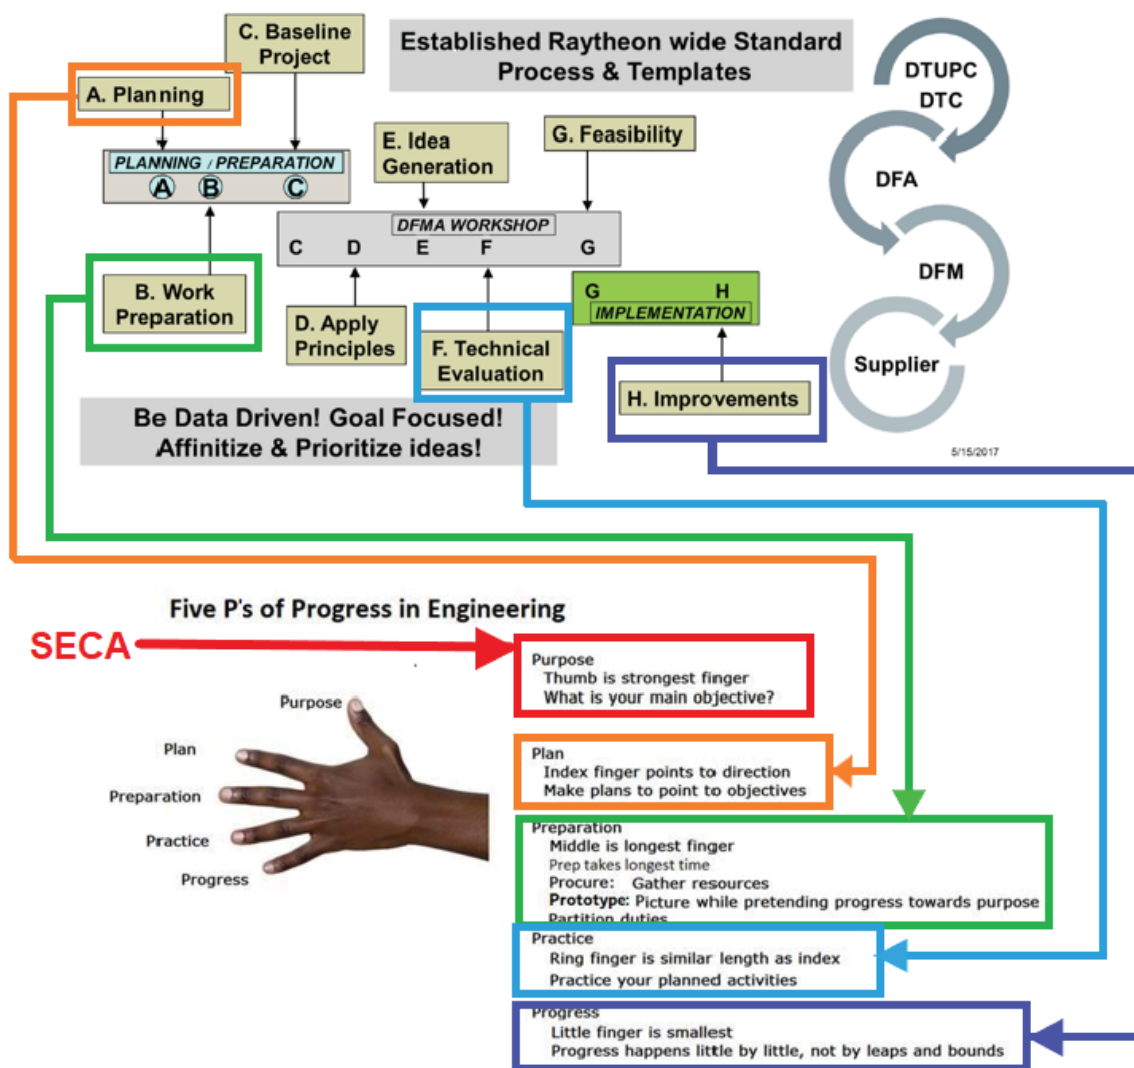 C. Baseline
Project
Established Raytheon wide Standard
Process & Templates
DTUPC
DTC
A. Planning
E. Idea
Generation
G. Feasibility
PLANNING / PREPARATION
A B C
DFA
DFMA WORKSHOP
C D E F G
DFM
B. Work
Preparation
G H
IMPLEMENTATION
D. Apply
Principles
F. Technical
Evaluation
Supplier
H. Improvements
Be Data Driven! Goal Focused!
Affinitize & Prioritize ideas!
5/15/2017
Five P's of Progress in Engineering
SECA
Purpose
Thumb is strongest finger
What is your main objective?
Purpose
Plan
Preparation
Practice
Progress
Plan
Index finger points to direction
Make plans to point to objectives
Preparation
Middle is longest finger
Prep takes longest time
Procure: Gather resources
Prototype: Picture while pretending progress towards purpose
Partition duties
Practice
Ring finger is similar length as index
Practice your planned activities
Progress
Little finger is smallest
Progress happens little by little, not by leaps and bounds